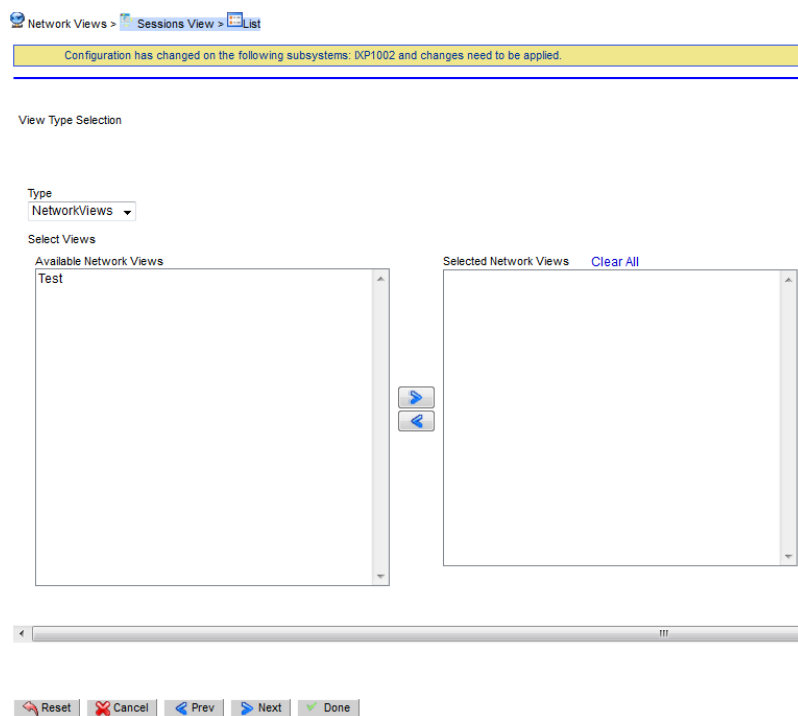 Network Views > Sessions View > List
Configuration has changed on the following subsystems: IXP1002 and changes need to be applied.
View Type Selection
Type
NetworkViews
Select Views
Available Network Views
Selected Network Views Clear All
Test
Reset Cancel Prev Next Done